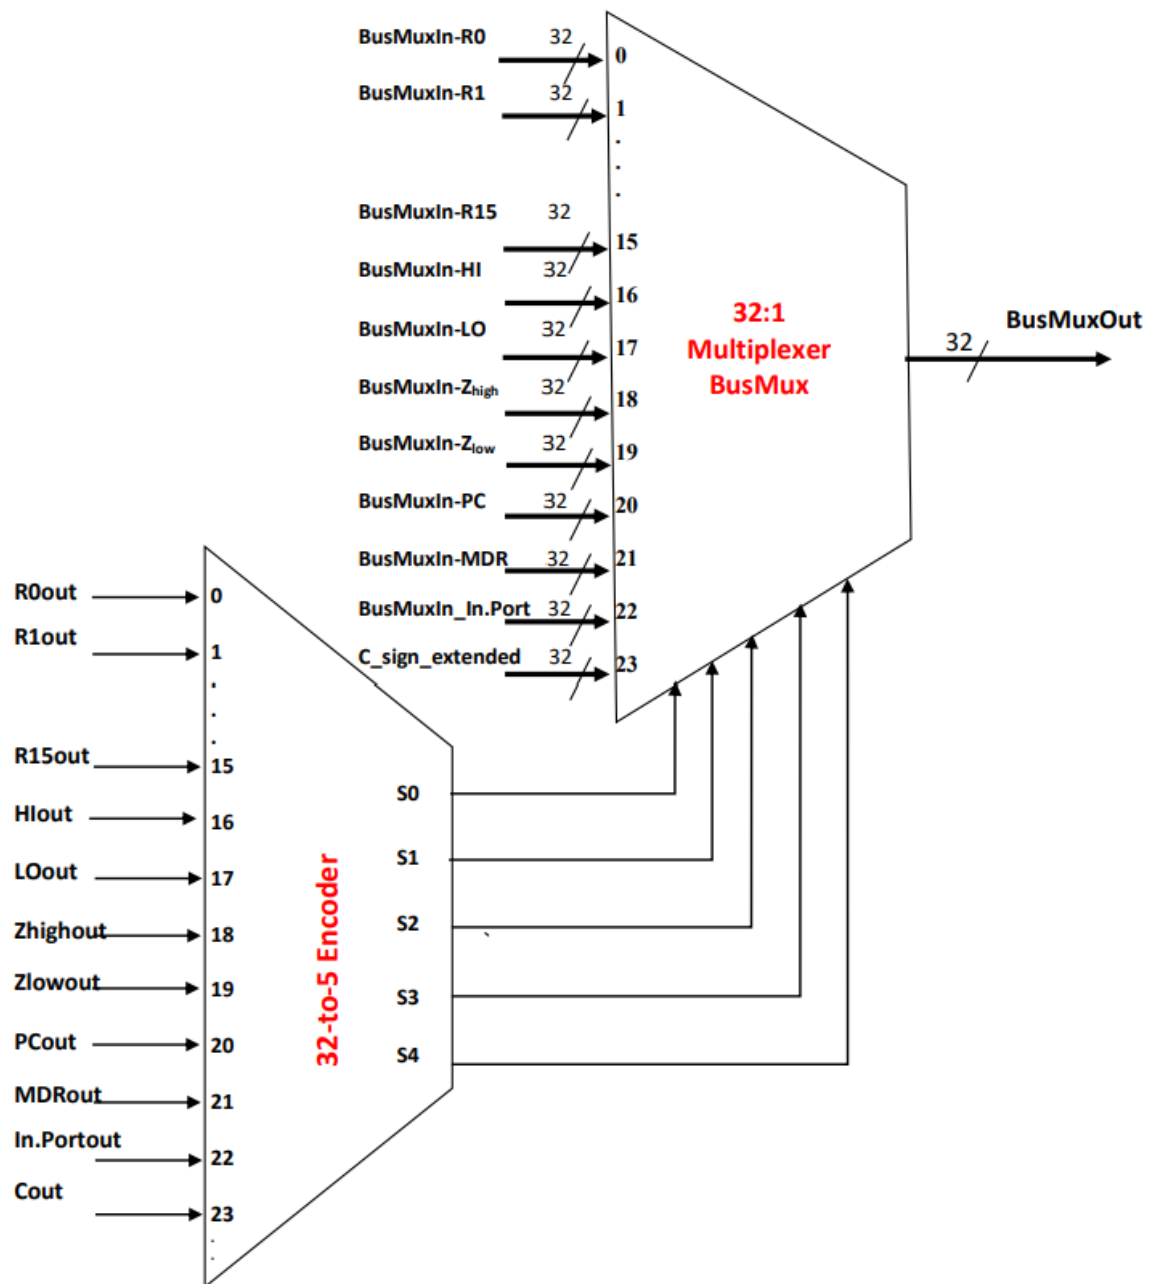 BusMuxIn-R0 32 0
BusMuxIn-R1 32 1
.
.
.
BusMuxIn-R15 32 15
BusMuxIn-HI 32 16
BusMuxIn-LO 32 17
BusMuxIn-Zhigh 32 18
BusMuxIn-Zlow 32 19
BusMuxIn-PC 32 20
BusMuxIn-MDR 32 21
BusMuxIn_In.Port 32 22
C_sign_extended 32 23
32:1
Multiplexer
BusMux
32 BusMuxOut
R0out 0
R1out 1
.
.
.
R15out 15
HIout 16
LOout 17
Zhighout 18
Zlowout 19
PCout 20
MDRout 21
In.Portout 22
Cout 23
.
.
32-to-5 Encoder
S0
S1
S2
S3
S4